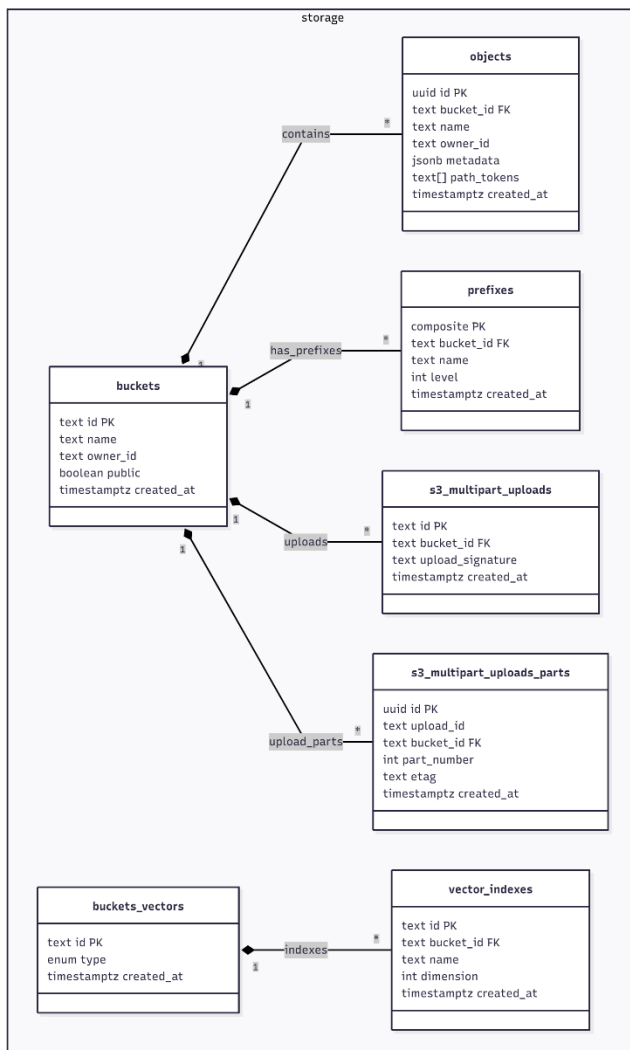 storage
objects
uuid id PK
text bucket_id FK
text name
text owner_id
jsonb metadata
text[] path_tokens
timestamptz created_at
contains
*
1
prefixes
composite PK
text bucket_id FK
text name
int level
timestamptz created_at
has_prefixes
*
1
buckets
text id PK
text name
text owner_id
boolean public
timestamptz created_at
s3_multipart_uploads
text id PK
text bucket_id FK
text upload_signature
timestamptz created_at
uploads
*
1
s3_multipart_uploads_parts
uuid id PK
text upload_id
text bucket_id FK
int part_number
text etag
timestamptz created_at
upload_parts
*
1
buckets_vectors
text id PK
enum type
timestamptz created_at
indexes
*
1
vector_indexes
text id PK
text bucket_id FK
text name
int dimension
timestamptz created_at